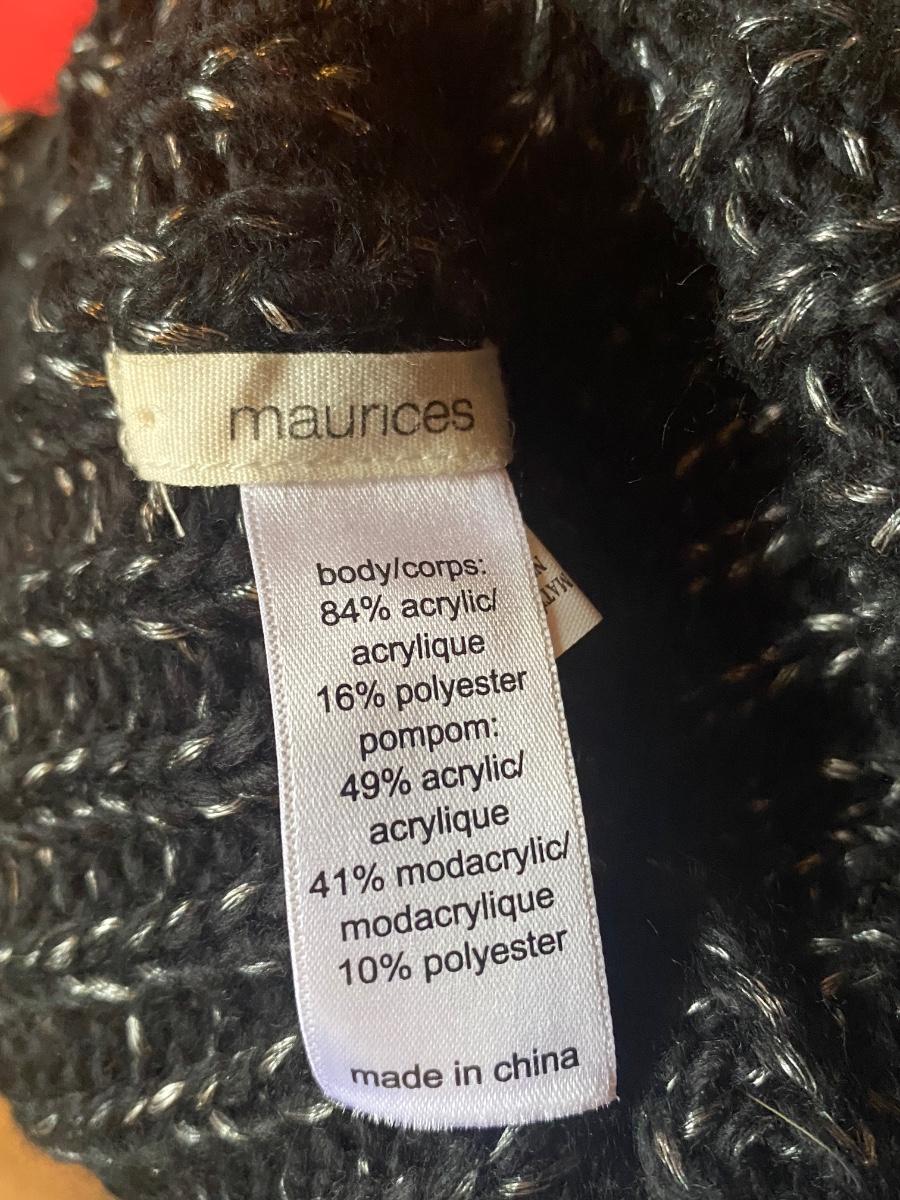 maurices
body/corps:
84% acrylic/
acrylique
16% polyester
pompom:
49% acrylic/
acrylique
41% modacrylic/
modacrylique
10% polyester
made in china